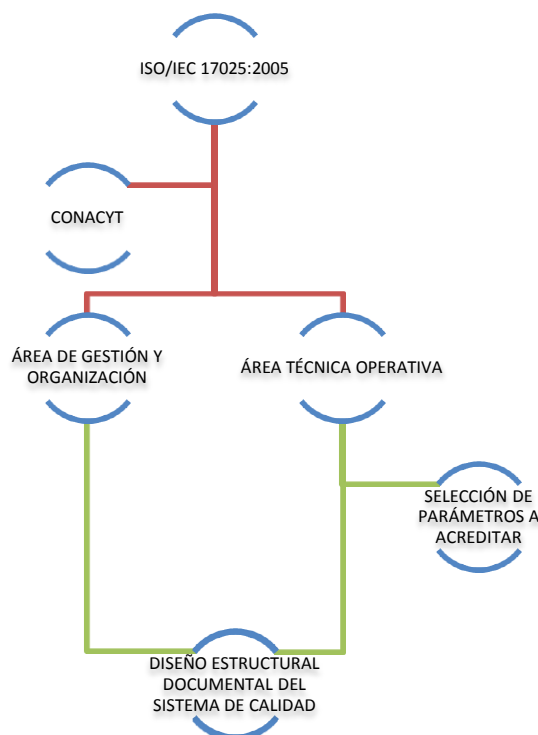 ISO/IEC 17025:2005
CONACYT
ÁREA DE GESTIÓN Y
ORGANIZACIÓN
ÁREA TÉCNICA OPERATIVA
SELECCIÓN DE
PARÁMETROS A
ACREDITAR
DISEÑO ESTRUCTURAL
DOCUMENTAL DEL
SISTEMA DE CALIDAD